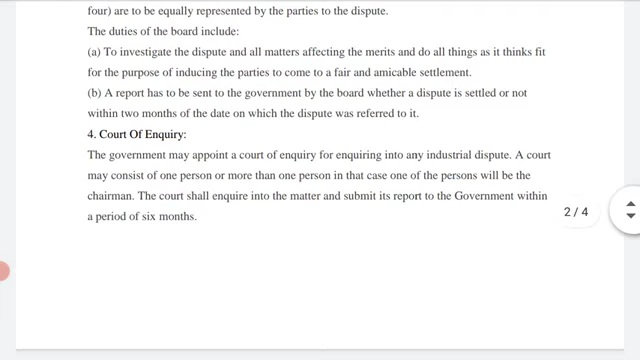 four) are to be equally represented by the parties to the dispute.
The duties of the board include:
(a) To investigate the dispute and all matters affecting the merits and do all things as it thinks fit
for the purpose of inducing the parties to come to a fair and amicable settlement.
(b) A report has to be sent to the government by the board whether a dispute is settled or not
within two months of the date on which the dispute was referred to it.
4. Court Of Enquiry:
The government may appoint a court of enquiry for enquiring into any industrial dispute. A court
may consist of one person or more than one person in that case one of the persons will be the
chairman. The court shall enquire into the matter and submit its report to the Government within
a period of six months.
2 / 4